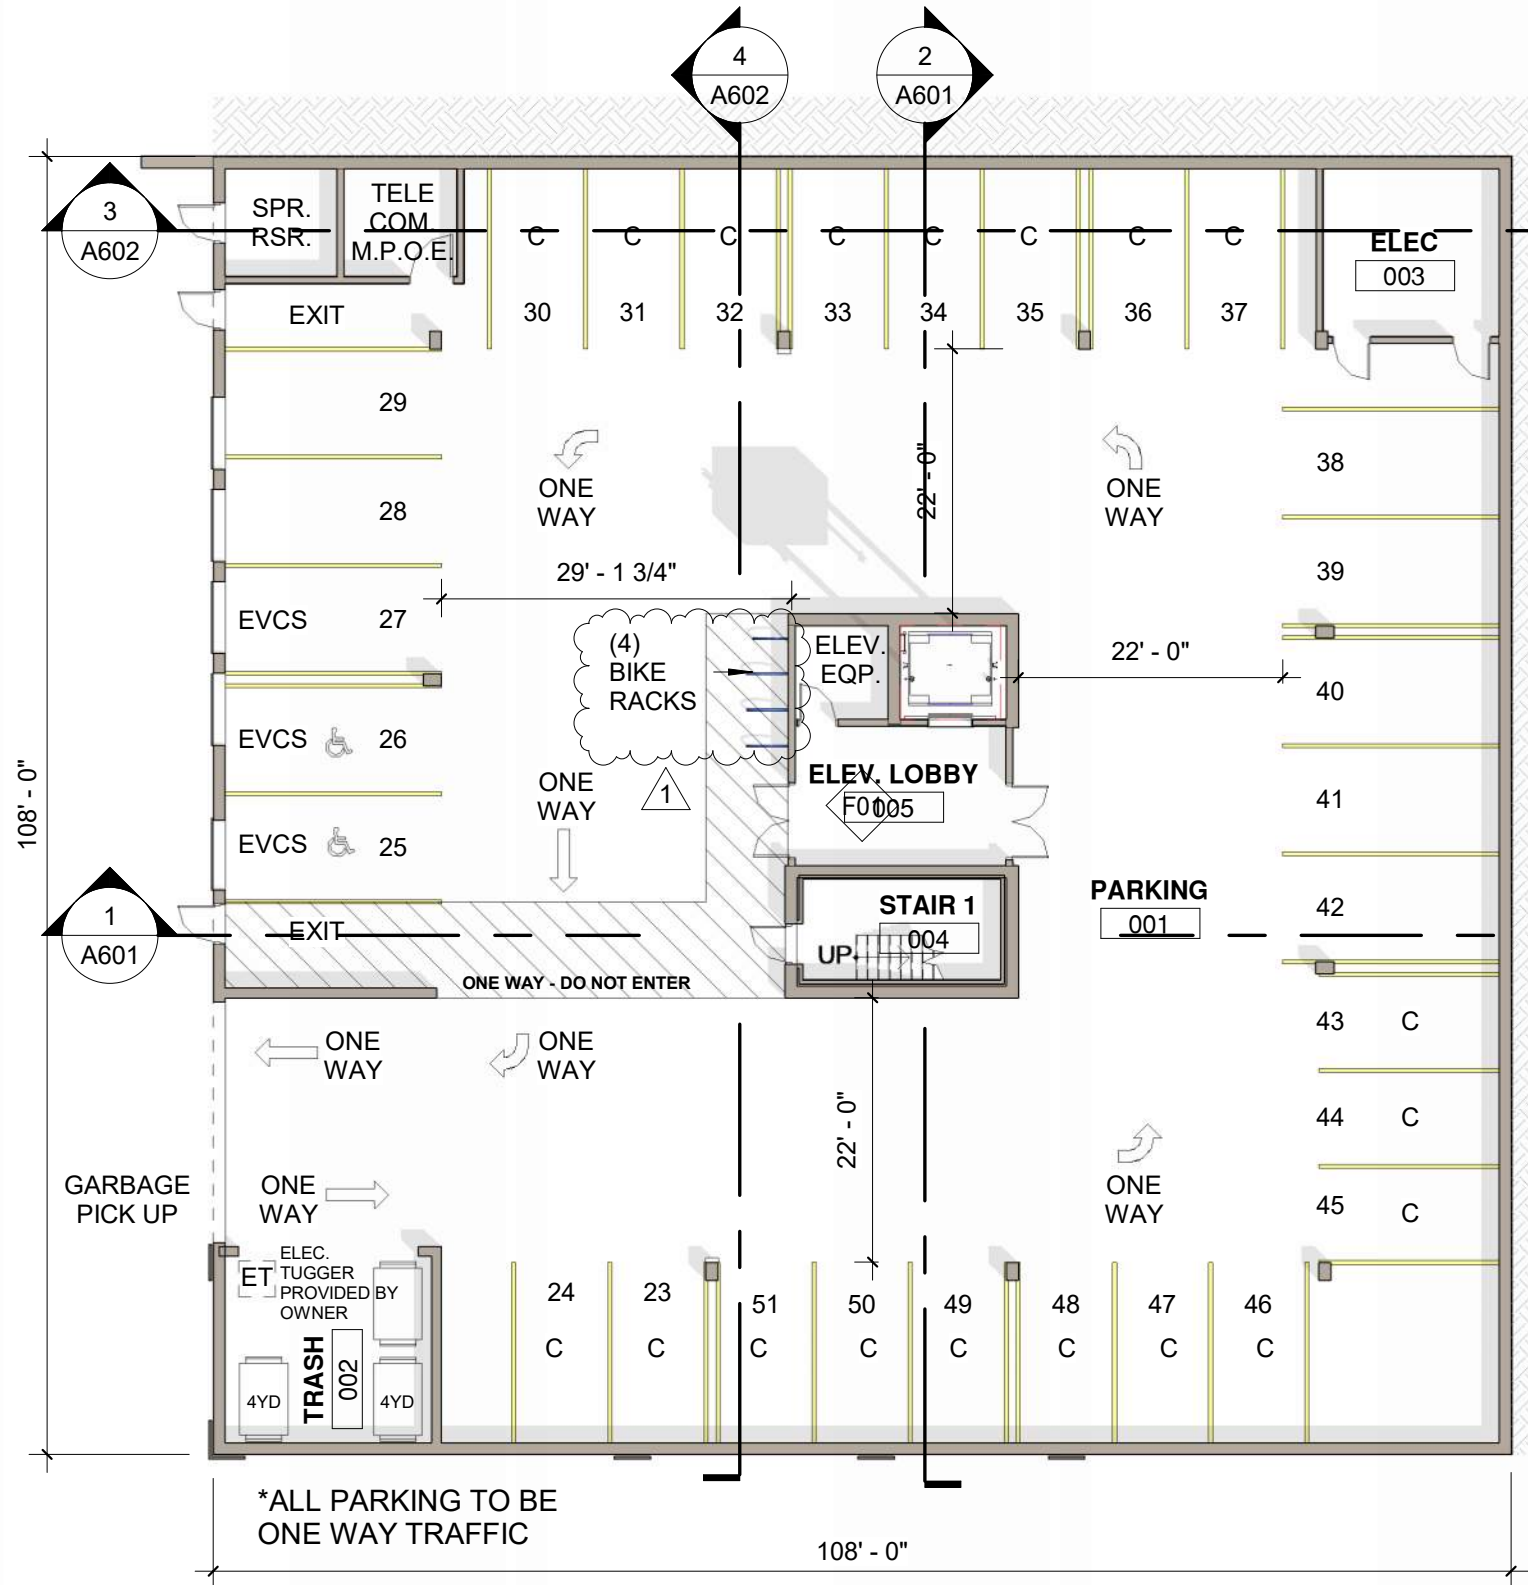 4
A602
2
A601
3
A602
SPR.
RSR.
TELE
COM.
M.P.O.E.
C
C
C
C
C
C
C
C
ELEC
003
EXIT
30
31
32
33
34
35
36
37
29
28
EVCS 27
EVCS 26
EVCS 25
ONE
WAY
22' - 0"
ONE
WAY
38
39
40
41
42
29' - 1 3/4"
(4)
BIKE
RACKS
1
ELEV.
EQP.
22' - 0"
ELEV. LOBBY
F01
005
ONE
WAY
108' - 0"
1
A601
EXIT
STAIR 1
004
UP
PARKING
001
ONE WAY - DO NOT ENTER
43 C
44 C
45 C
ONE
WAY
ONE
WAY
22' - 0"
GARBAGE
PICK UP
ONE
WAY
ONE
WAY
ET
ELEC.
TUGGER
PROVIDED BY
OWNER
TRASH
002
4YD
4YD
24
23
51
50
49
48
47
46
C
C
C
C
C
C
C
C
*ALL PARKING TO BE
ONE WAY TRAFFIC
108' - 0"